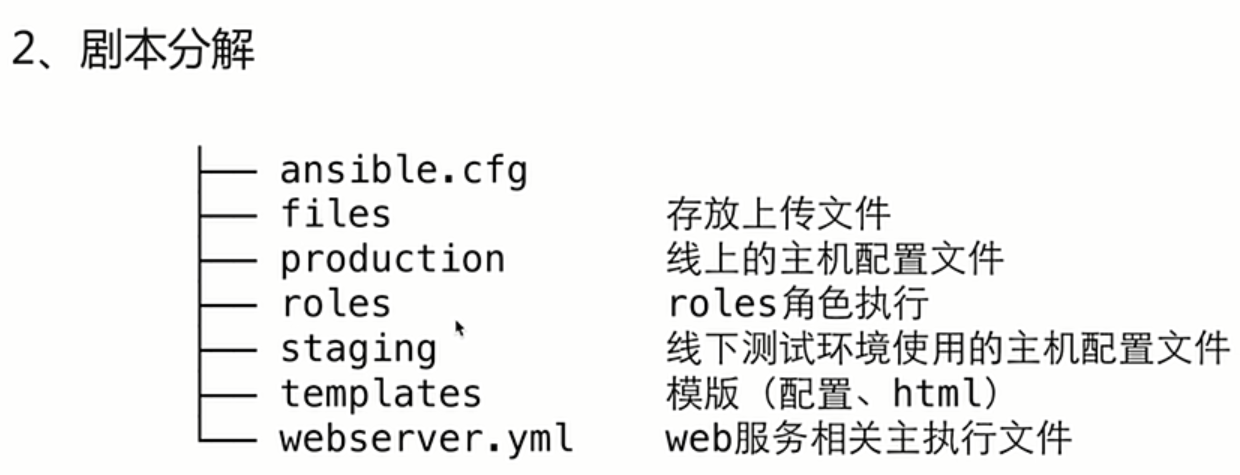 2、剧本分解
ansible.cfg
files 存放上传文件
production 线上的主机配置文件
roles roles角色执行
staging 线下测试环境使用的主机配置文件
templates 模版（配置、html）
webserver.yml web服务相关主执行文件